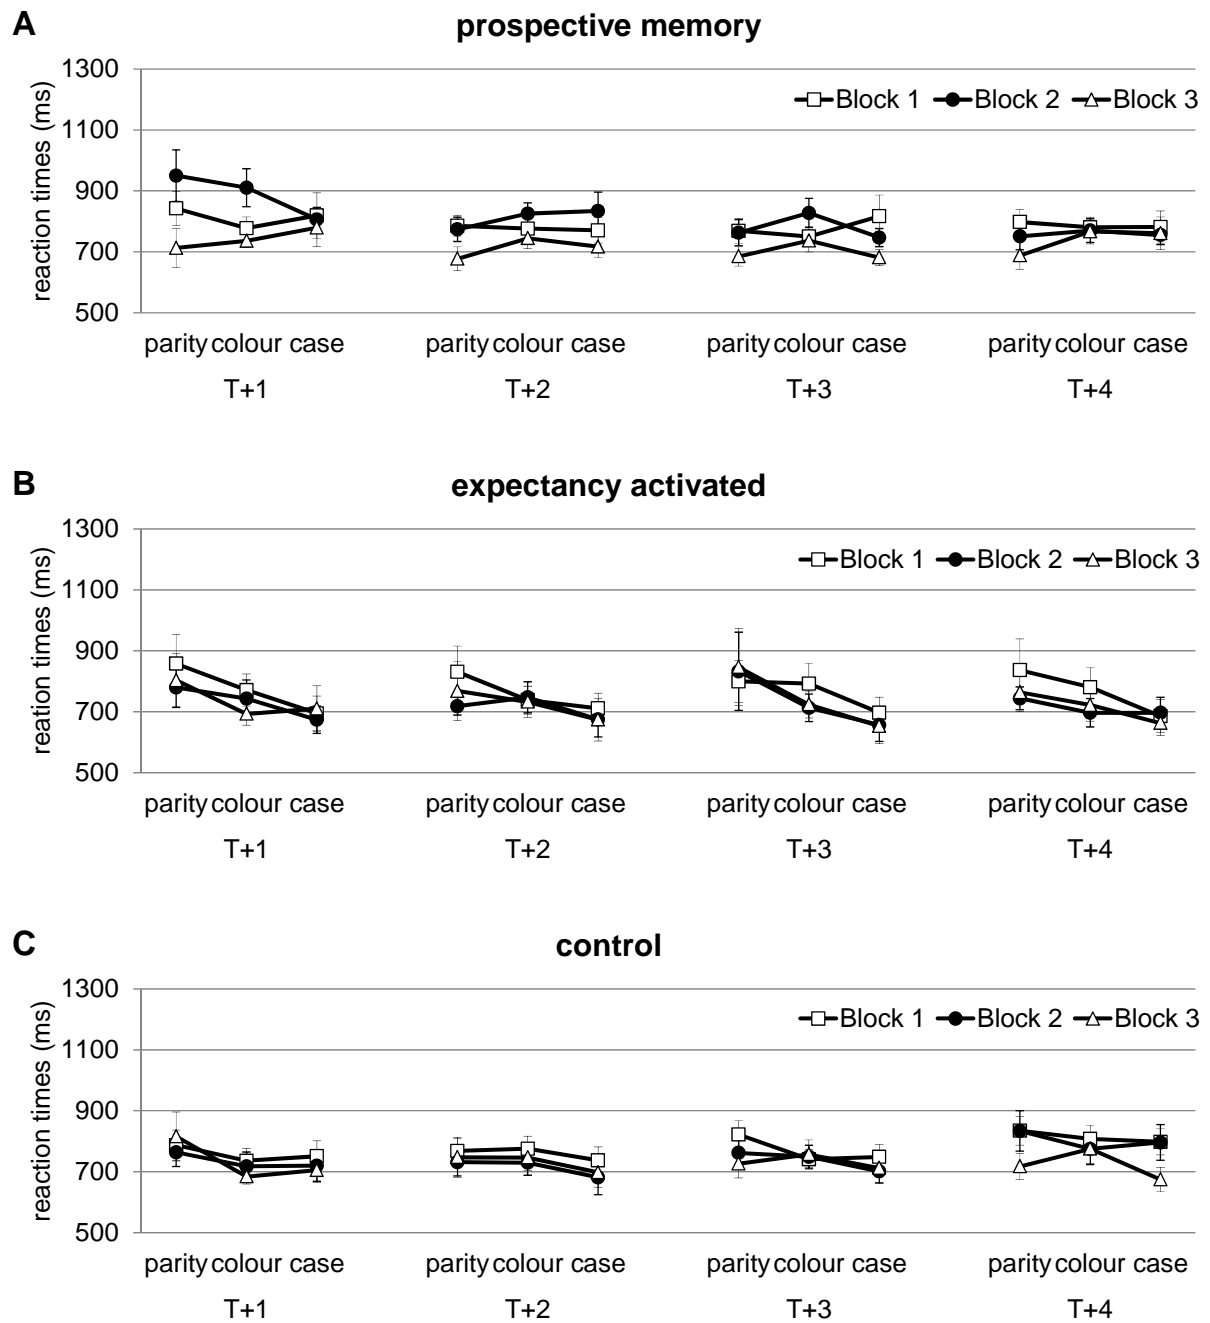 A
prospective memory
reaction times (ms)
1300
1100
900
700
500
Block 1 Block 2 Block 3
parity colour case parity colour case parity colour case parity colour case
T+1 T+2 T+3 T+4
B
expectancy activated
reation times (ms)
1300
1100
900
700
500
Block 1 Block 2 Block 3
parity colour case parity colour case parity colour case parity colour case
T+1 T+2 T+3 T+4
C
control
reaction times (ms)
1300
1100
900
700
500
Block 1 Block 2 Block 3
parity colour case parity colour case parity colour case parity colour case
T+1 T+2 T+3 T+4